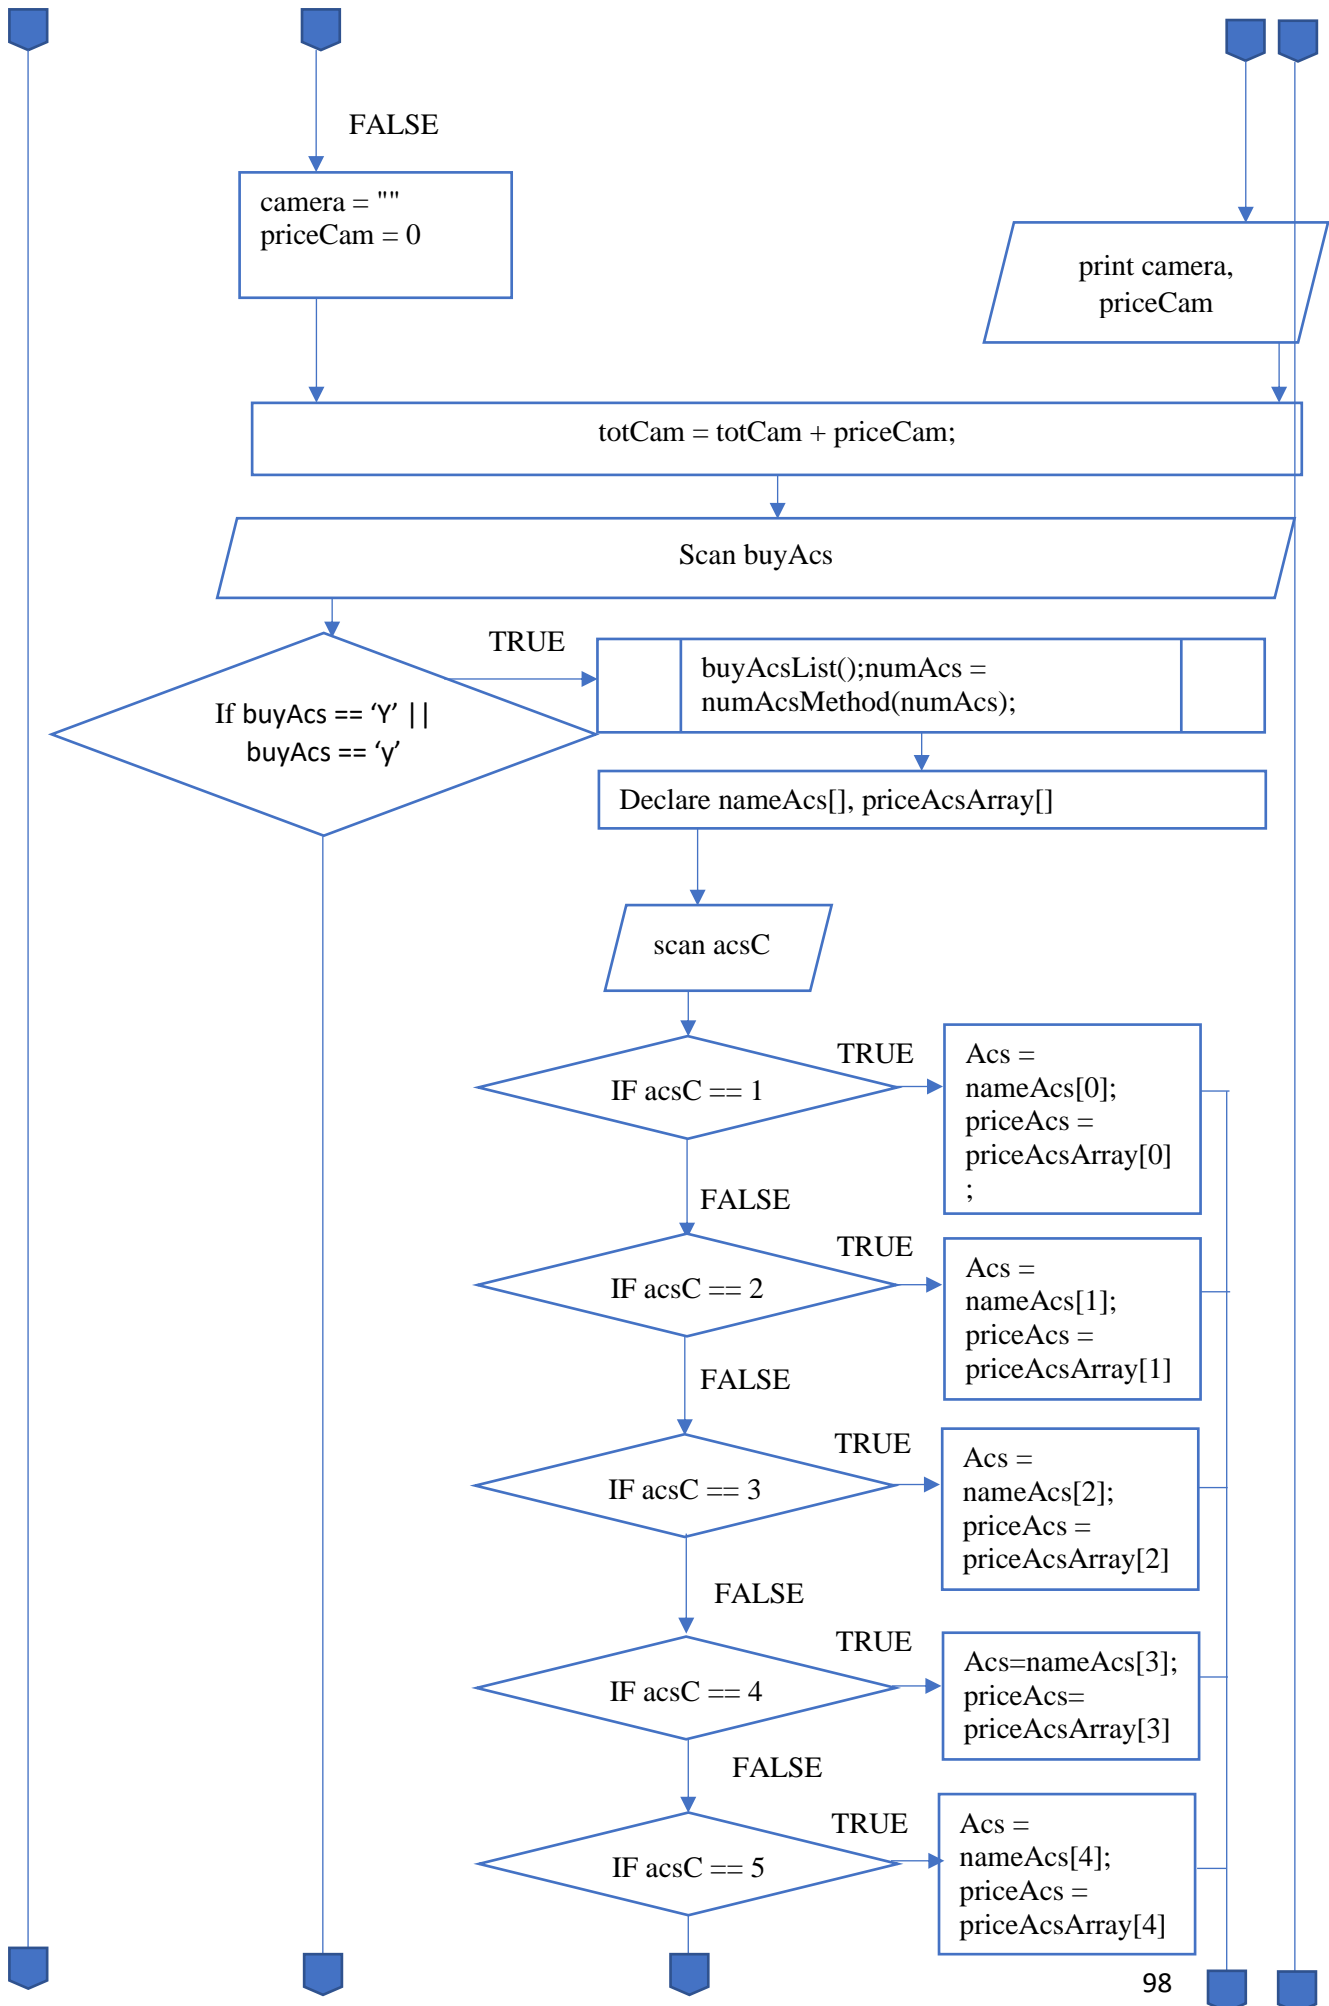 FALSE
camera = ""
priceCam = 0
print camera,
priceCam
totCam = totCam + priceCam;
Scan buyAcs
TRUE
If buyAcs == ‘Y’ ||
buyAcs == ‘y’
buyAcsList();numAcs =
numAcsMethod(numAcs);
Declare nameAcs[], priceAcsArray[]
scan acsC
IF acsC == 1
TRUE
Acs =
nameAcs[0];
priceAcs =
priceAcsArray[0]
;
FALSE
IF acsC == 2
TRUE
Acs =
nameAcs[1];
priceAcs =
priceAcsArray[1]
FALSE
IF acsC == 3
TRUE
Acs =
nameAcs[2];
priceAcs =
priceAcsArray[2]
FALSE
IF acsC == 4
TRUE
Acs=nameAcs[3];
priceAcs=
priceAcsArray[3]
FALSE
IF acsC == 5
TRUE
Acs =
nameAcs[4];
priceAcs =
priceAcsArray[4]
98